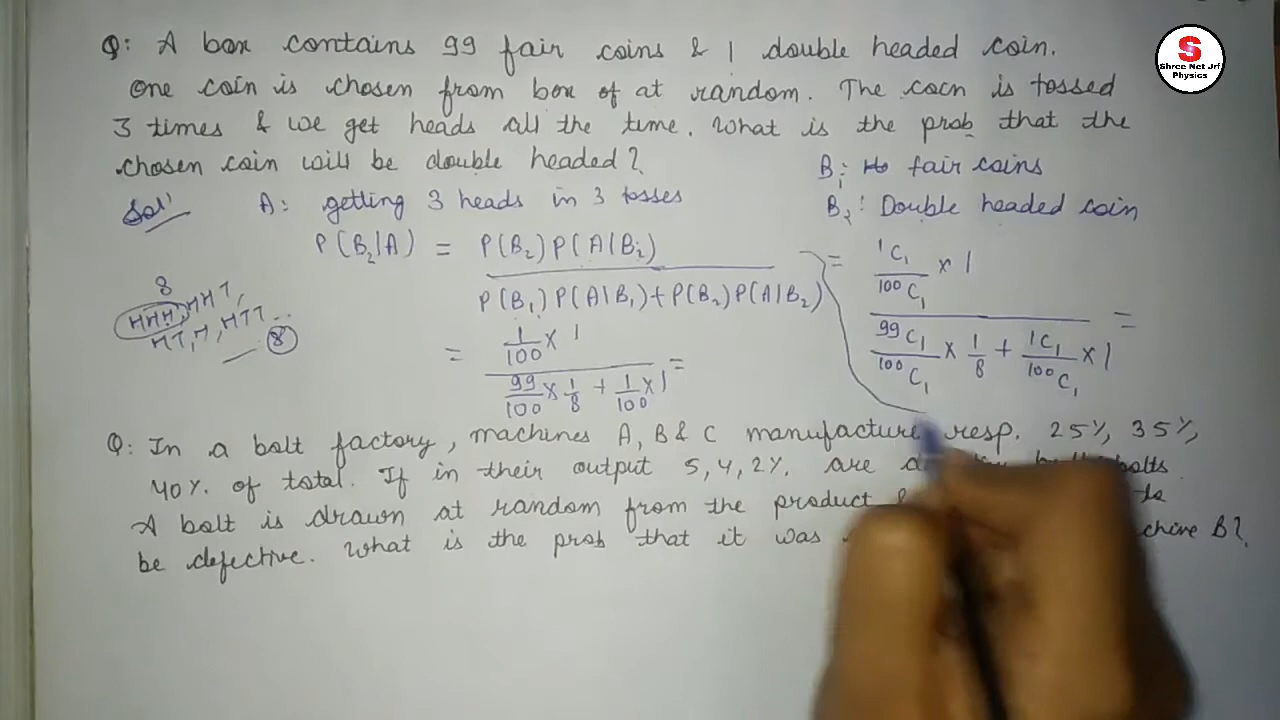 Q: A box contains 99 fair coins & 1 double headed coin.
One coin is chosen from box of at random. The coin is tossed
3 times & we get heads all the time. What is the prob that the
chosen coin will be double headed?
B1: fair coins
Sol'
A: getting 3 heads in 3 tosses
B2: Double headed coin
P(B2|A) = P(B2) P(A|B2)
P(B1) P(A|B1) + P(B2) P(A|B2)
= 1C1/100C1 × 1
99C1/100C1 × 1/8 + 1C1/100C1 × 1 =
8
HHH, HHT,
HT,H, HTT ...
8
= 1/100 × 1
99/100 × 1/8 + 1/100 × 1 =
Q: In a bolt factory, machines A, B & C manufacture resp. 25%, 35%,
40% of total. If in their output 5, 4, 2% are bolts
A bolt is drawn at random from the product to
be defective. What is the prob that it was B?
S
Shree Net Jrf
Physics